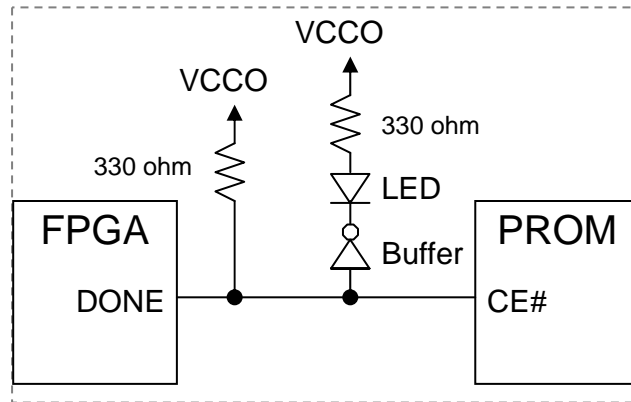 VCCO
VCCO
330 ohm
330 ohm
LED
FPGA
PROM
Buffer
DONE
CE#